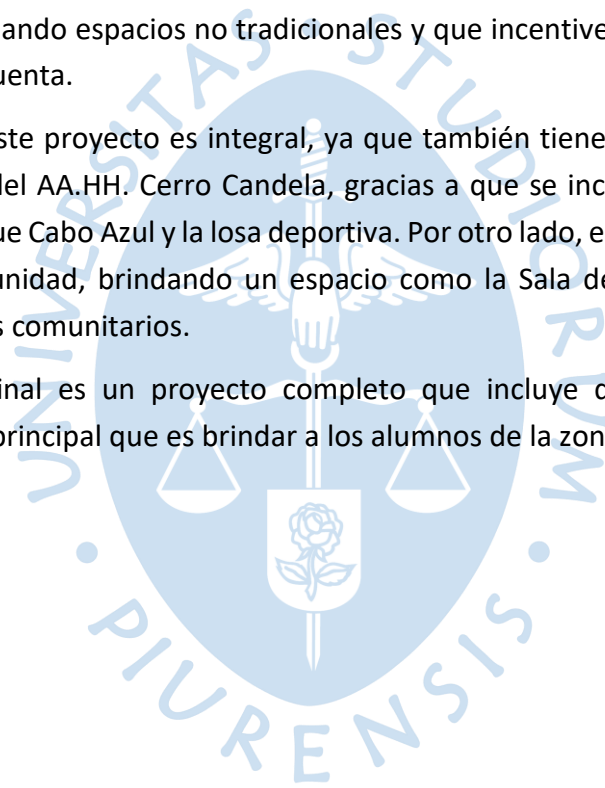 ando espacios no tradicionales y que incentive
uenta.
ste proyecto es integral, ya que también tiene
del AA.HH. Cerro Candela, gracias a que se inc
ue Cabo Azul y la losa deportiva. Por otro lado, e
unidad, brindando un espacio como la Sala de
s comunitarios.
inal es un proyecto completo que incluye
principal que es brindar a los alumnos de la zon
UNIVERSITAS STUDIORUM
PIURENSIS